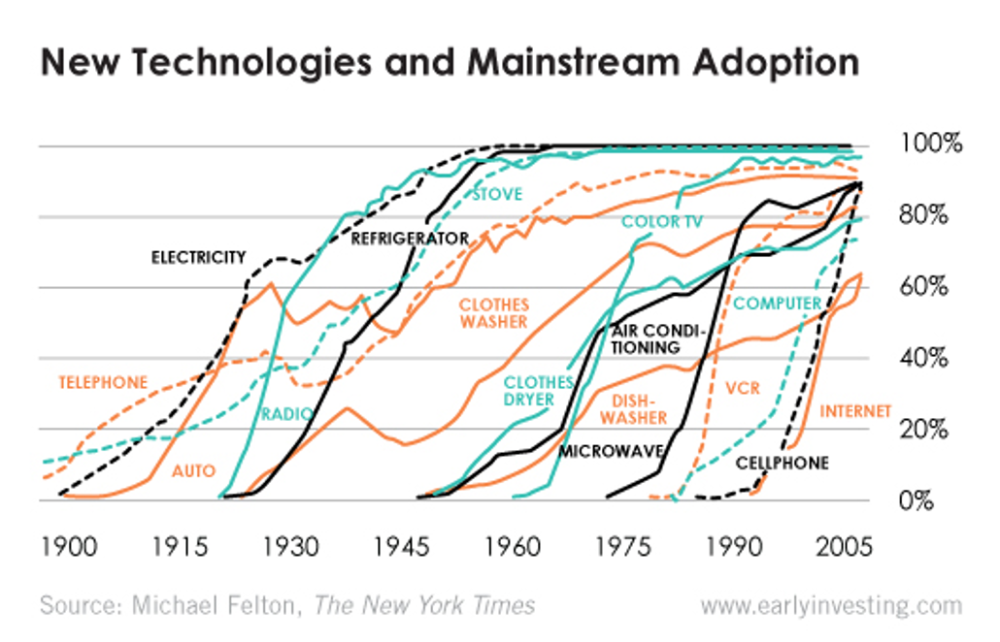 New Technologies and Mainstream Adoption
100%
80%
60%
40%
20%
0%
ELECTRICITY
REFRIGERATOR
STOVE
COLOR TV
TELEPHONE
CLOTHES
WASHER
COMPUTER
AIR CONDI-
TIONING
RADIO
CLOTHES
DRYER
DISH-
WASHER
VCR
INTERNET
AUTO
MICROWAVE
CELLPHONE
1900 1915 1930 1945 1960 1975 1990 2005
Source: Michael Felton, The New York Times
www.earlyinvesting.com